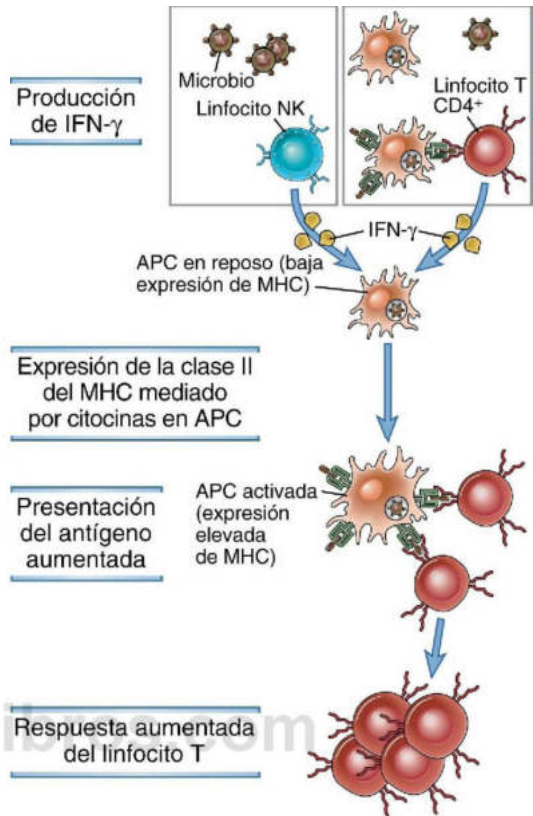 Microbio
Linfocito NK
Linfocito T
CD4+
Producción
de IFN-γ
IFN-γ
APC en reposo (baja
expresión de MHC)
Expresión de la clase II
del MHC mediado
por citocinas en APC
Presentación
del antígeno
aumentada
APC activada
(expresión
elevada
de MHC)
ibros.com
Respuesta aumentada
del linfocito T